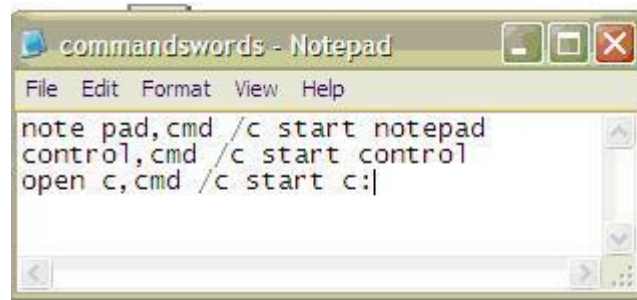 commandswords - Notepad
File Edit Format View Help
note pad,cmd /c start notepad
control,cmd /c start control
open c,cmd /c start c: